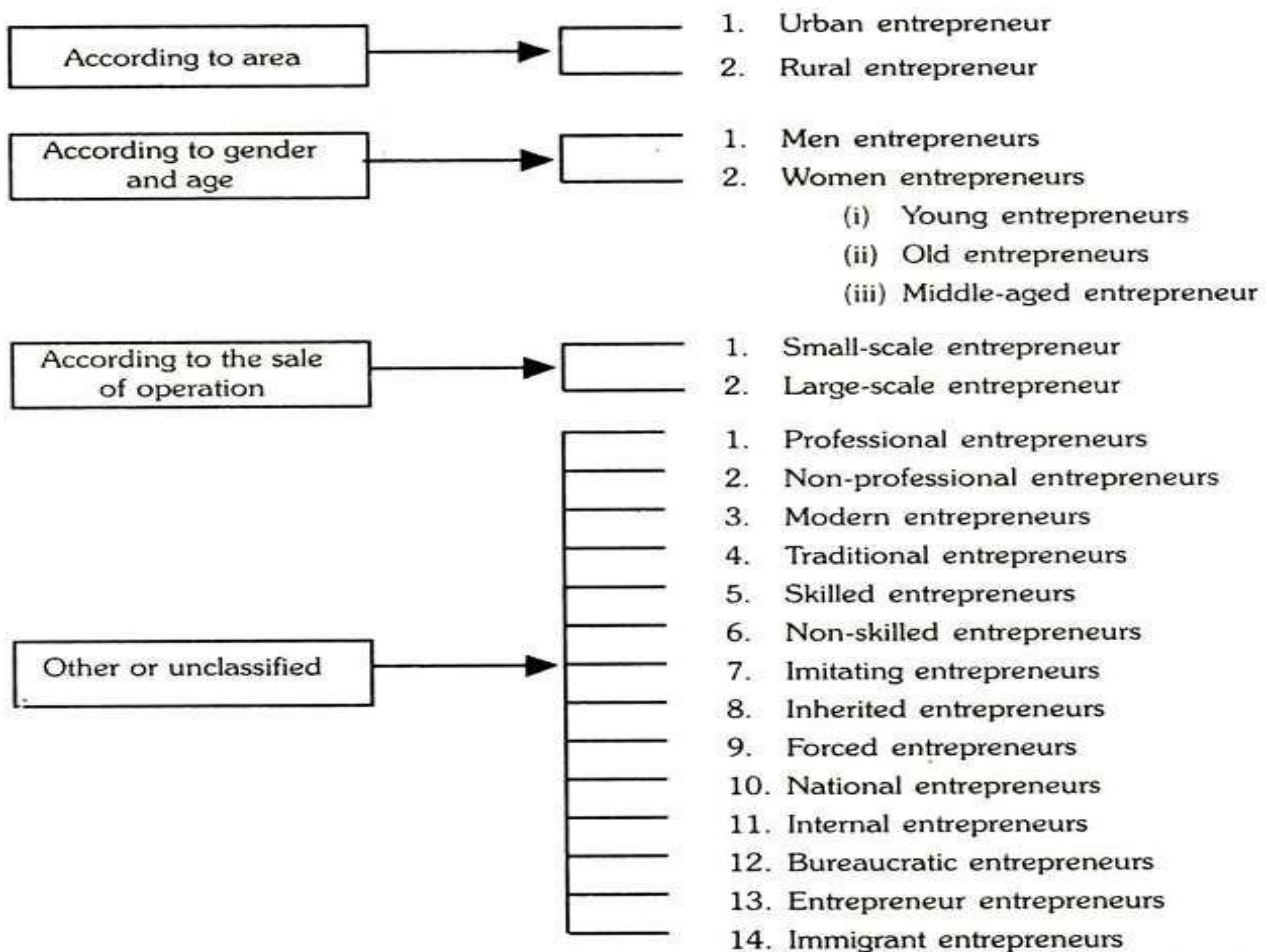 According to area
1. Urban entrepreneur
2. Rural entrepreneur
According to gender
and age
1. Men entrepreneurs
2. Women entrepreneurs
(i) Young entrepreneurs
(ii) Old entrepreneurs
(iii) Middle-aged entrepreneur
According to the sale
of operation
1. Small-scale entrepreneur
2. Large-scale entrepreneur
Other or unclassified
1. Professional entrepreneurs
2. Non-professional entrepreneurs
3. Modern entrepreneurs
4. Traditional entrepreneurs
5. Skilled entrepreneurs
6. Non-skilled entrepreneurs
7. Imitating entrepreneurs
8. Inherited entrepreneurs
9. Forced entrepreneurs
10. National entrepreneurs
11. Internal entrepreneurs
12. Bureaucratic entrepreneurs
13. Entrepreneur entrepreneurs
14. Immigrant entrepreneurs